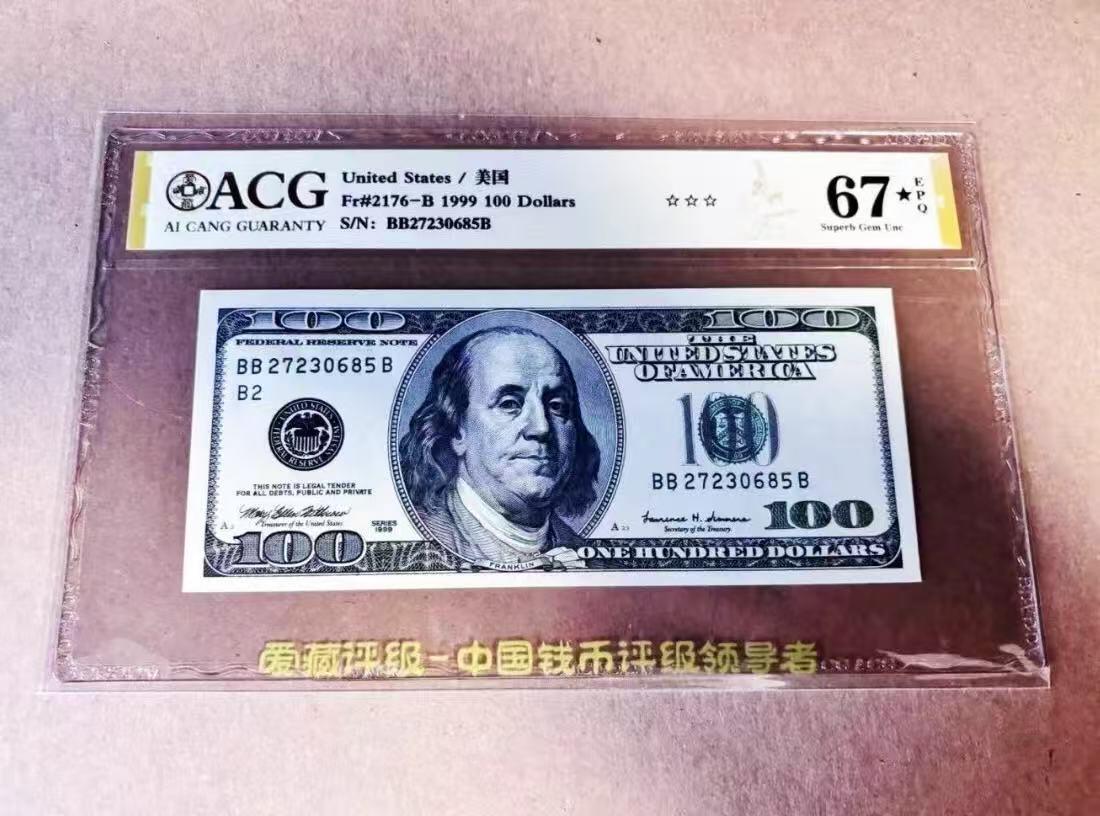 ACG
AI CANG GUARANTY
United States / 美国
Fr#2176-B 1999 100 Dollars
S/N: BB27230685B
☆☆☆
67★EPQ
Superb Gem Unc
100
100
FEDERAL RESERVE NOTE
THE
UNITED STATES
OF AMERICA
BB 27230685 B
B2
100
THIS NOTE IS LEGAL TENDER
FOR ALL DEBTS, PUBLIC AND PRIVATE
BB 27230685 B
Treasurer of the United States
SERIES
1999
Secretary of the Treasury.
100
100
FRANKLIN
ONE HUNDRED DOLLARS
爱藏评级-中国钱币评级领导者